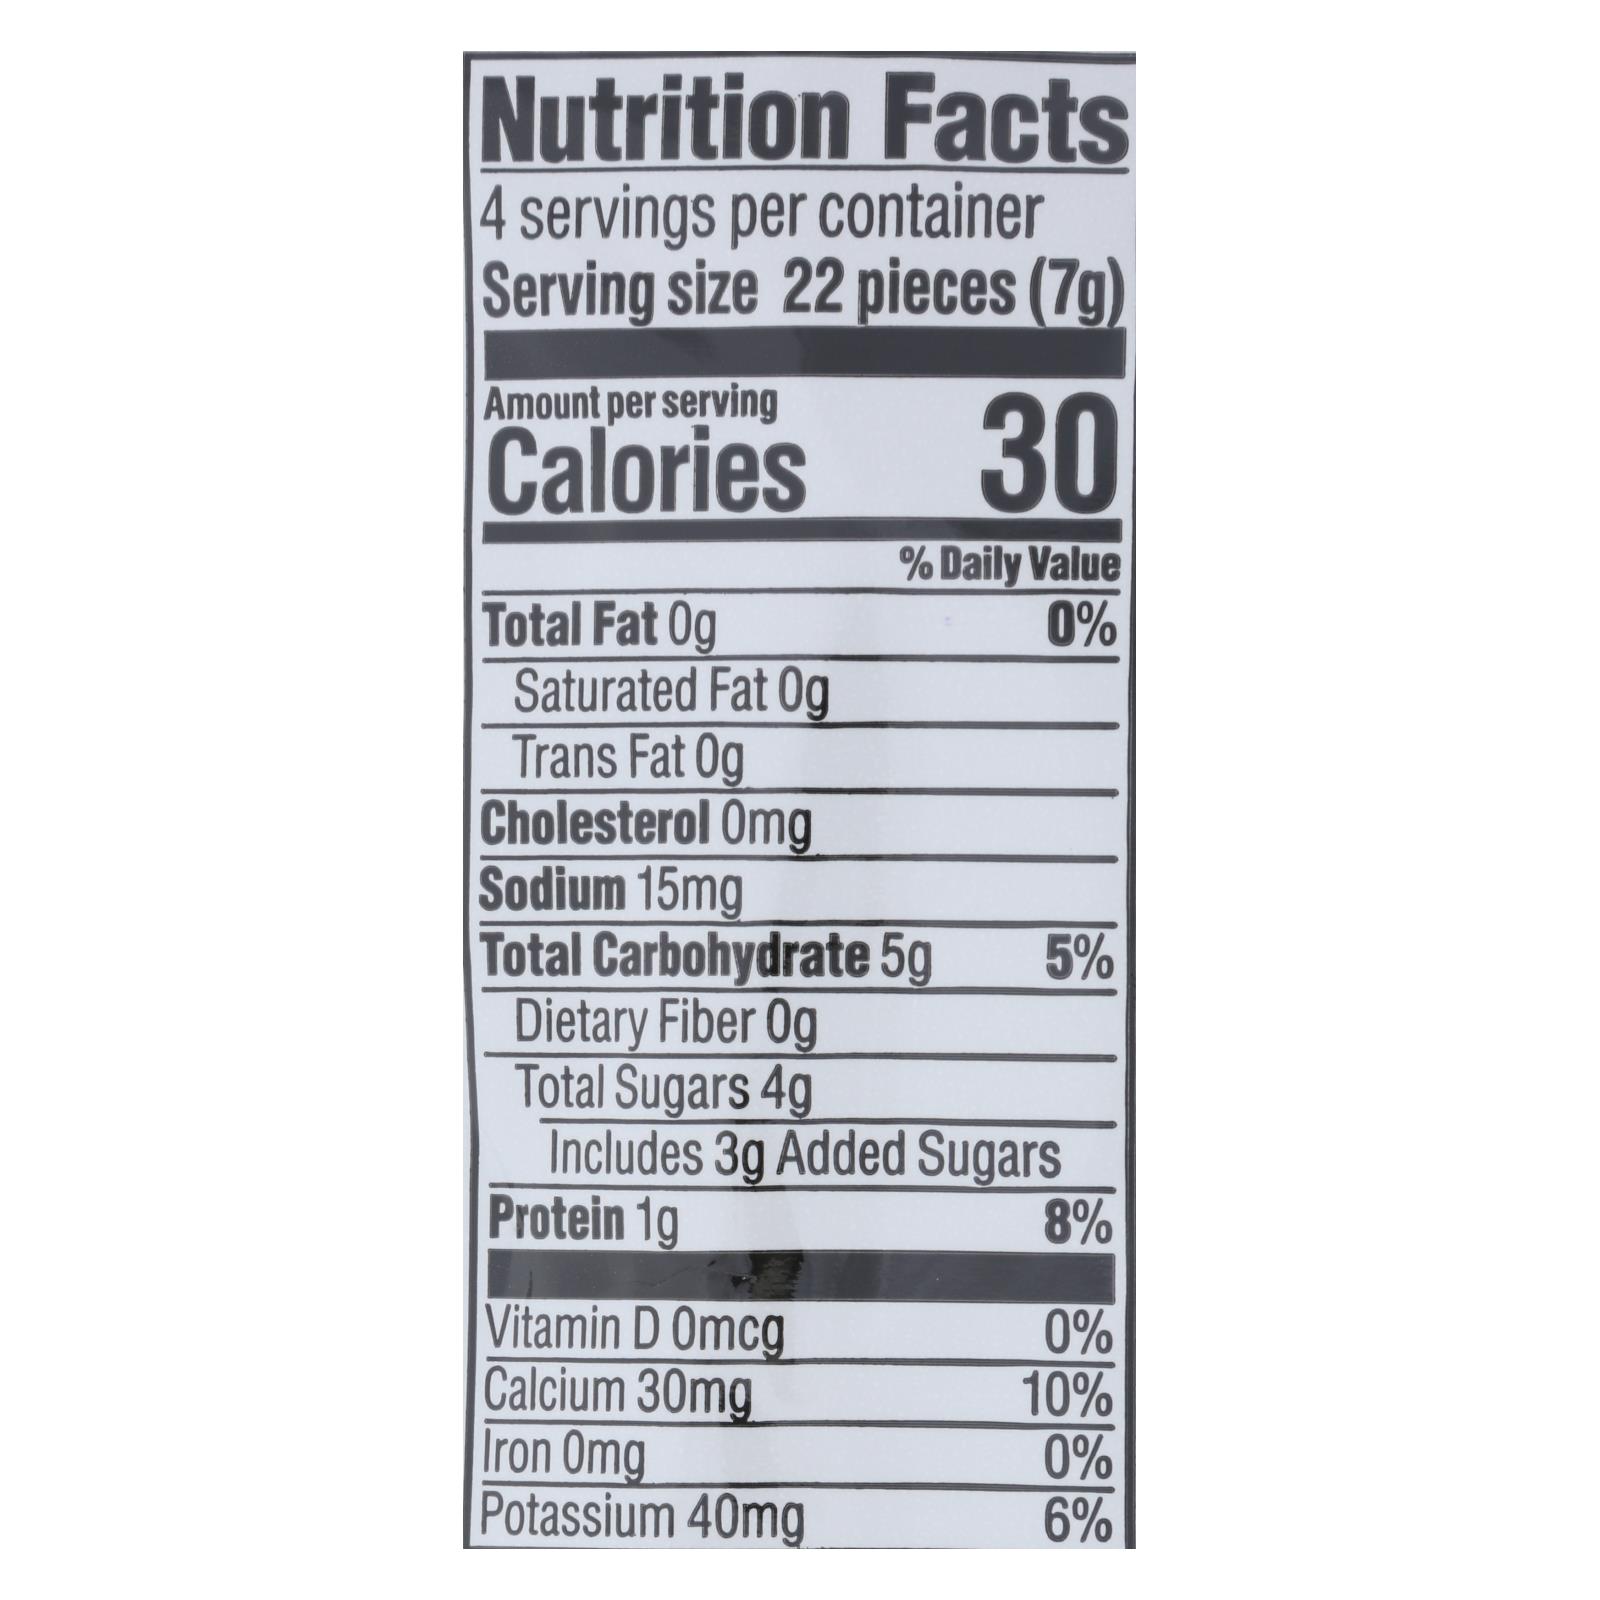 Nutrition Facts
4 servings per container
Serving size 22 pieces (7g)
Amount per serving
Calories 30
% Daily Value
Total Fat 0g 0%
Saturated Fat 0g
Trans Fat 0g
Cholesterol 0mg
Sodium 15mg
Total Carbohydrate 5g 5%
Dietary Fiber 0g
Total Sugars 4g
Includes 3g Added Sugars
Protein 1g 8%
Vitamin D 0mcg 0%
Calcium 30mg 10%
Iron 0mg 0%
Potassium 40mg 6%